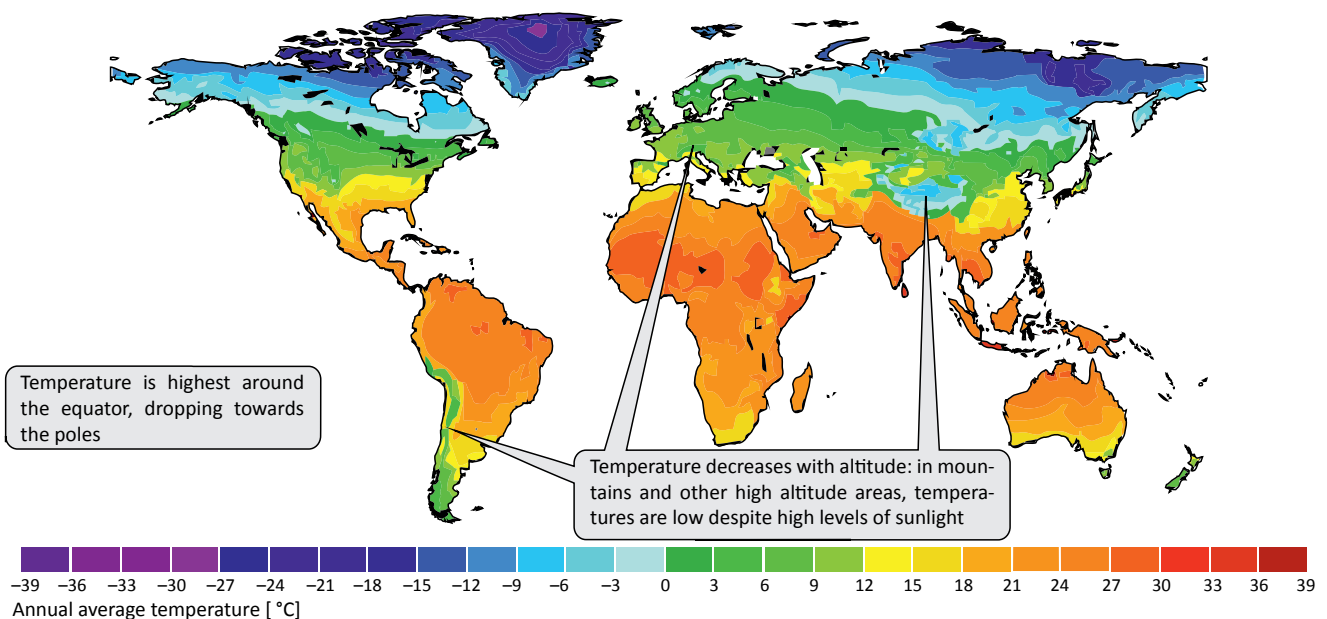 Temperature is highest around
the equator, dropping towards
the poles
Temperature decreases with altitude: in moun-
tains and other high altitude areas, tempera-
tures are low despite high levels of sunlight
–39 –36 –33 –30 –27 –24 –21 –18 –15 –12 –9 –6 –3 0 3 6 9 12 15 18 21 24 27 30 33 36 39
Annual average temperature [ °C]